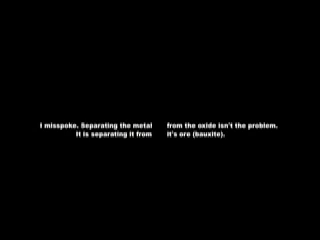 I misspoke. Separating the metal from the oxide isn't the problem.
It is separating it from it's ore (bauxite).